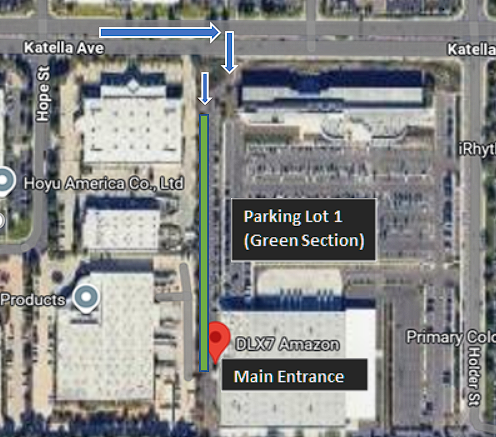 Katella Ave
Katella
Hope St
iRhyth
Hoyu America Co., Ltd
Parking Lot 1
(Green Section)
Products
DLX7 Amazon
Primary Colo
Main Entrance
Holder St